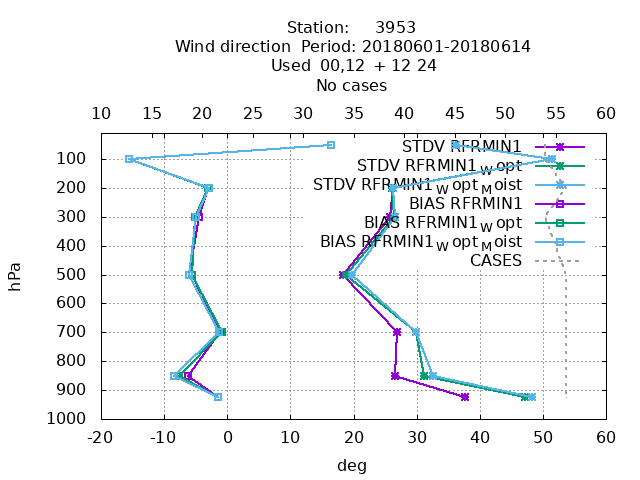 Station: 3953
Wind direction Period: 20180601-20180614
Used 00,12 + 12 24
No cases
10 15 20 25 30 35 40 45 50 55 60
STDV RFRMIN1
STDV RFRMIN1_W opt
STDV RFRMIN1_W opt_M oist
BIAS RFRMIN1
BIAS RFRMIN1_W opt
BIAS RFRMIN1_W opt_M oist
CASES
100
200
300
400
500
600
700
800
900
1000
hPa
-20 -10 0 10 20 30 40 50 60
deg